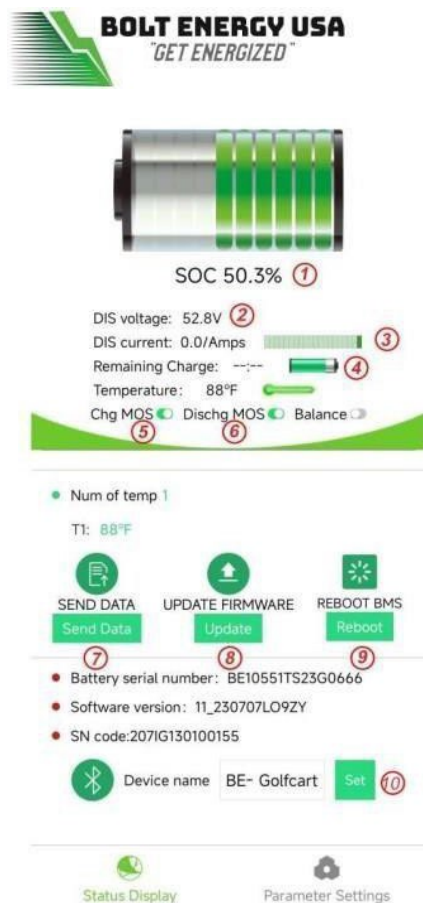 BOLT ENERGY USA
"GET ENERGIZED"
SOC 50.3% 1
DIS voltage: 52.8V 2
DIS current: 0.0/Amps 3
Remaining Charge: --:-- 4
Temperature: 88°F
Chg MOS Dischg MOS Balance
5 6
Num of temp 1
T1: 88°F
SEND DATA UPDATE FIRMWARE REBOOT BMS
Send Data Update Reboot
7 8 9
Battery serial number: BE10551TS23G0666
Software version: 11_230707LO9ZY
SN code:207IG130100155
Device name BE- Golfcart Set 10
Status Display Parameter Settings